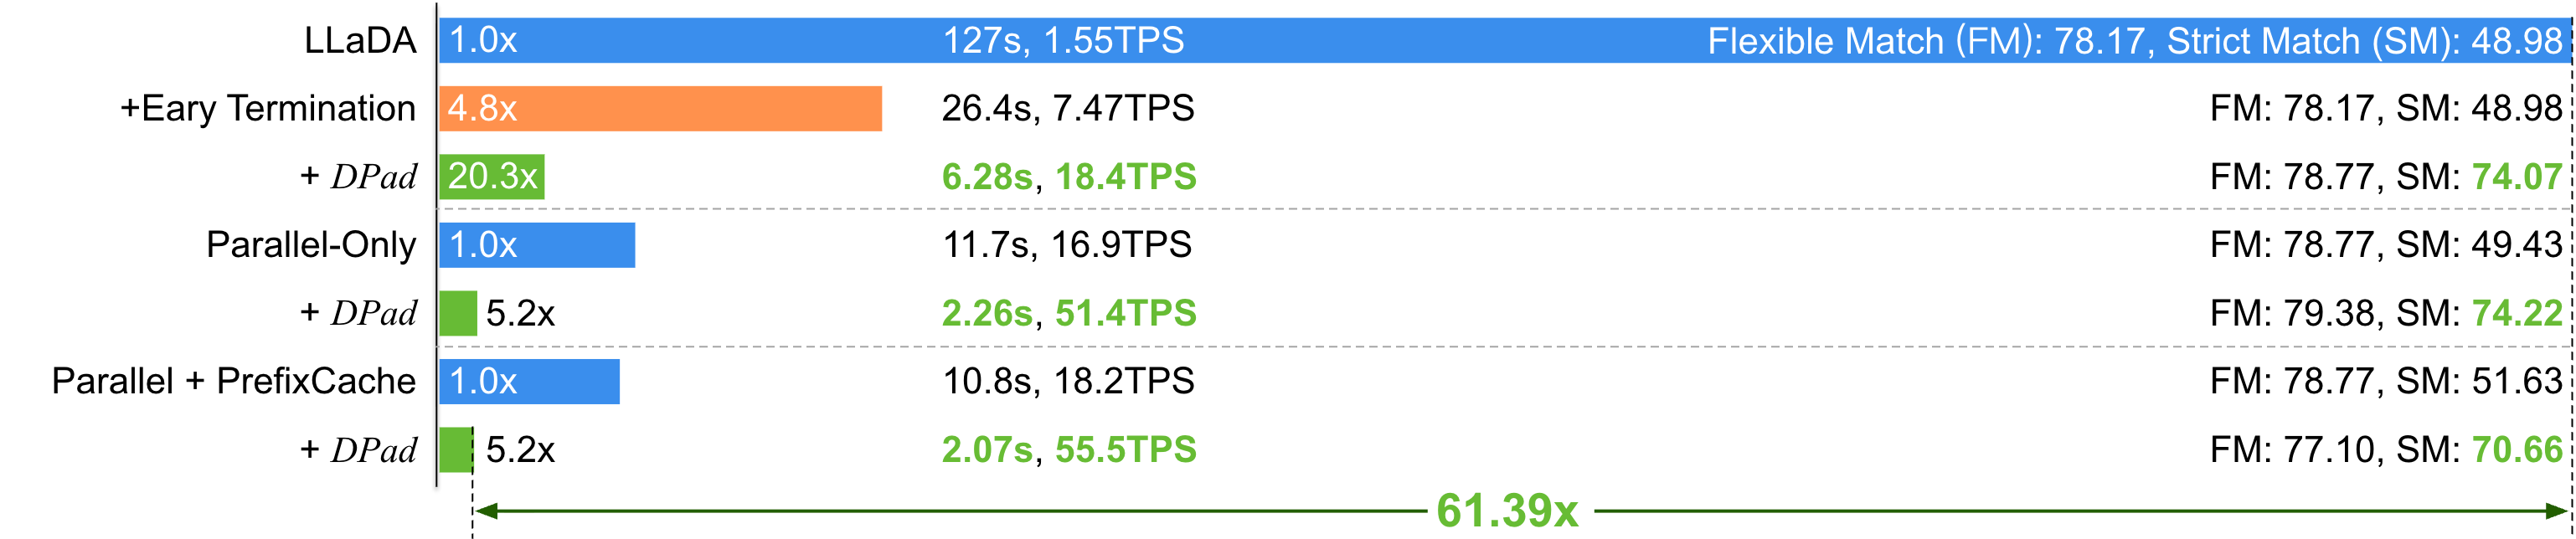 LLaDA 1.0x 127s, 1.55TPS Flexible Match (FM): 78.17, Strict Match (SM): 48.98
+Eary Termination 4.8x 26.4s, 7.47TPS FM: 78.17, SM: 48.98
+ DPad 20.3x 6.28s, 18.4TPS FM: 78.77, SM: 74.07
Parallel-Only 1.0x 11.7s, 16.9TPS FM: 78.77, SM: 49.43
+ DPad 5.2x 2.26s, 51.4TPS FM: 79.38, SM: 74.22
Parallel + PrefixCache 1.0x 10.8s, 18.2TPS FM: 78.77, SM: 51.63
+ DPad 5.2x 2.07s, 55.5TPS FM: 77.10, SM: 70.66
61.39x